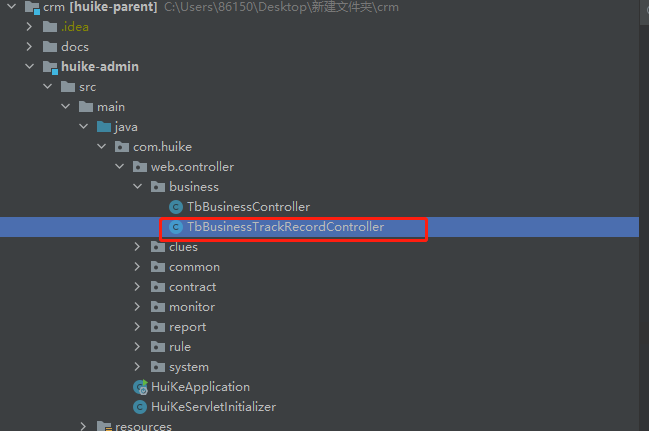 crm [huike-parent] C:\Users\86150\Desktop\新建文件夹\crm
.idea
docs
huike-admin
src
main
java
com.huike
web.controller
business
TbBusinessController
TbBusinessTrackRecordController
clues
common
contract
monitor
report
rule
system
HuiKeApplication
HuiKeServletInitializer
resources